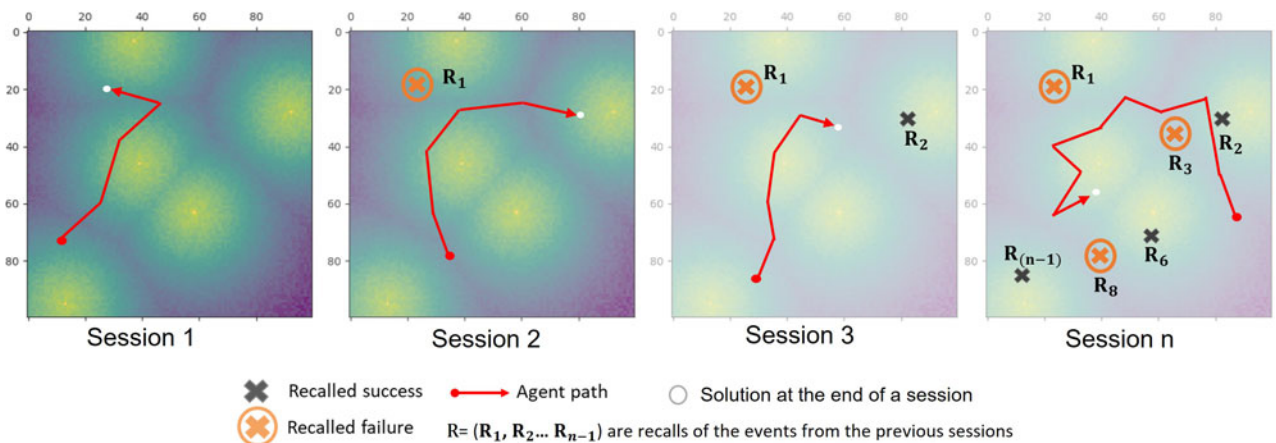 0 20 40 60 80
0 20 40 60 80
0 20 40 60 80
0 20 40 60 80
0
20
40
60
80
0
20
40
60
80
0
20
40
60
80
0
20
40
60
80
R₁
R₁
R₂
R₁
R₂
R₃
R₆
R₈
R₍ₙ₋₁₎
Session 1
Session 2
Session 3
Session n
Recalled success
Agent path
Solution at the end of a session
Recalled failure
R= (R₁, R₂... Rₙ₋₁) are recalls of the events from the previous sessions